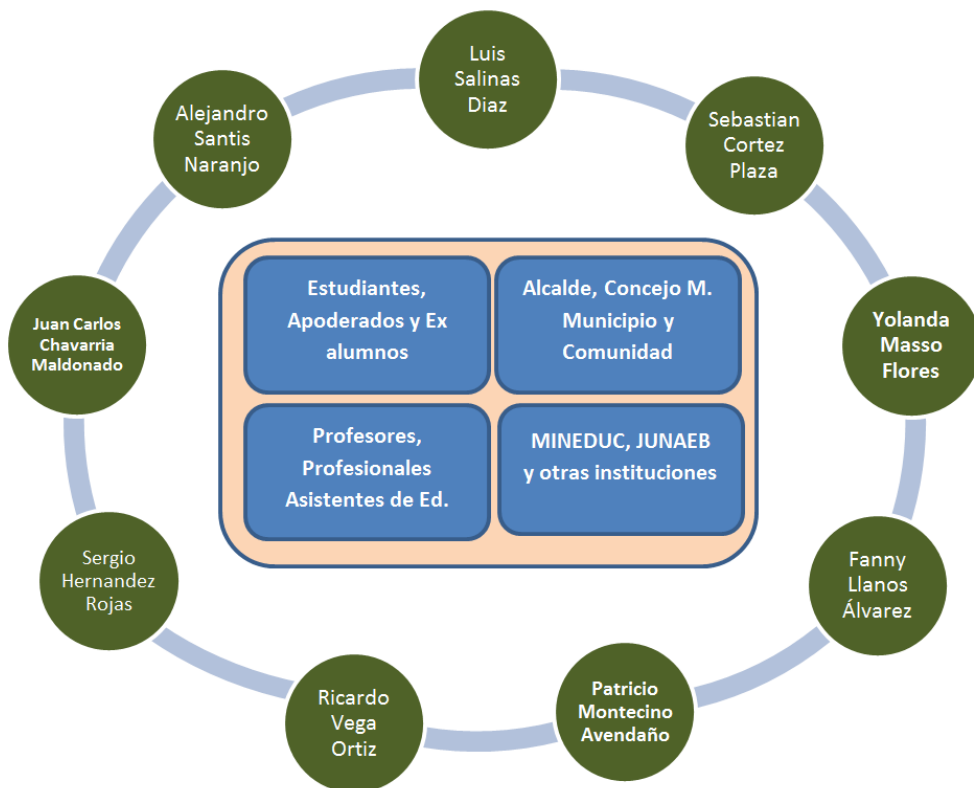 Luis
Salinas
Diaz
Sebastian
Cortez
Plaza
Yolanda
Masso
Flores
Fanny
Llanos
Álvarez
Patricio
Montecino
Avendaño
Ricardo
Vega
Ortiz
Sergio
Hernandez
Rojas
Juan Carlos
Chavarria
Maldonado
Alejandro
Santis
Naranjo
Estudiantes,
Apoderados y Ex
alumnos
Alcalde, Concejo M.
Municipio y
Comunidad
Profesores,
Profesionales
Asistentes de Ed.
MINEDUC, JUNAEB
y otras instituciones